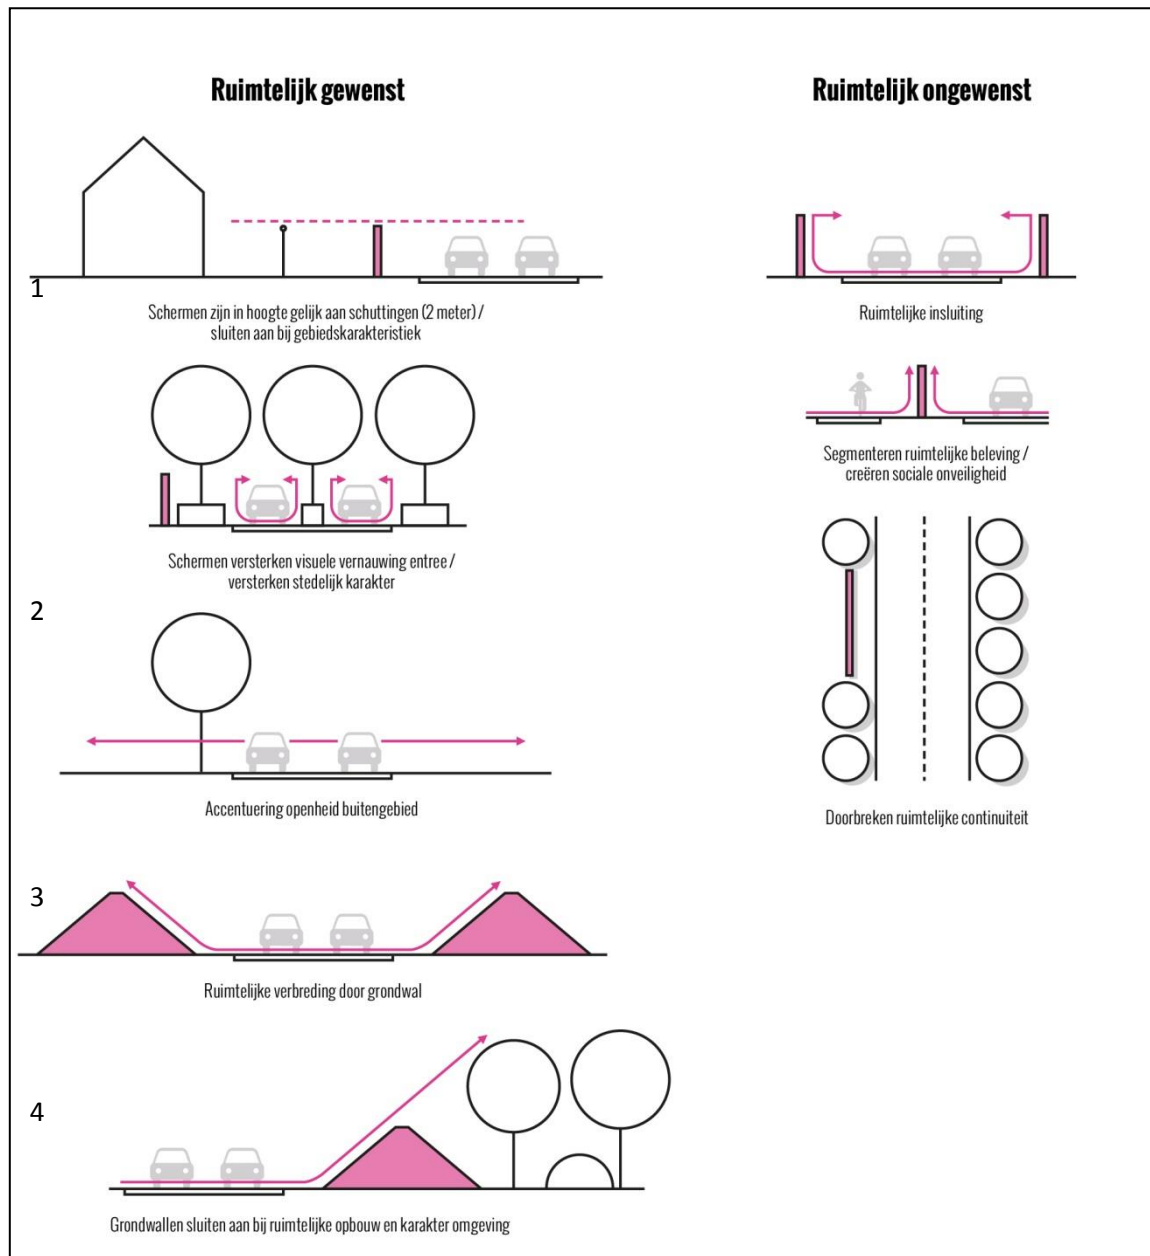 Ruimtelijk gewenst
1
Schermen zijn in hoogte gelijk aan schuttingen (2 meter) /
sluiten aan bij gebiedskarakteristiek
Schermen versterken visuele vernauwing entree /
versterken stedelijk karakter
2
Accentuering openheid buitengebied
3
Ruimtelijke verbreding door grondwal
4
Grondwallen sluiten aan bij ruimtelijke opbouw en karakter omgeving
Ruimtelijk ongewenst
Ruimtelijke insluiting
Segmenteren ruimtelijke beleving /
creëren sociale onveiligheid
Doorbreken ruimtelijke continuiteit